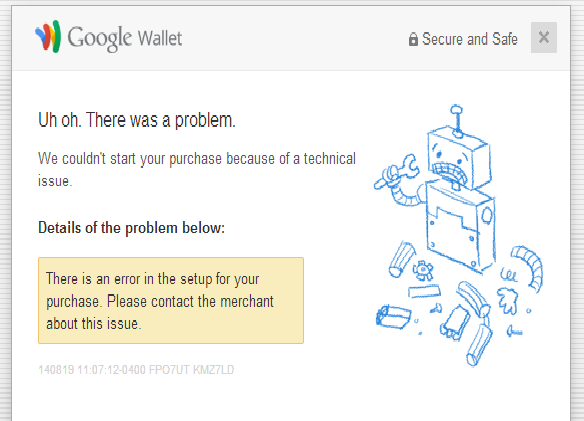 Google Wallet
Secure and Safe
Uh oh. There was a problem.
We couldn't start your purchase because of a technical
issue.
Details of the problem below:
There is an error in the setup for your
purchase. Please contact the merchant
about this issue.
140819 11:07:12-0400 FPO7UT KMZ7LD